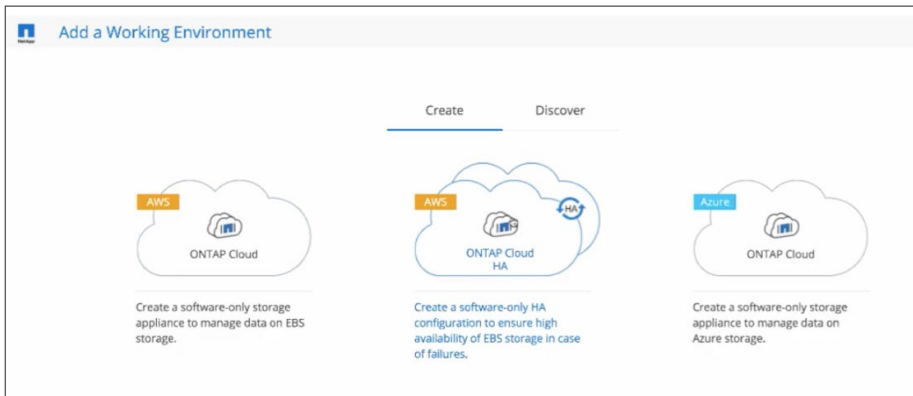 NetApp
Add a Working Environment
Create
Discover
AWS
ONTAP Cloud
Create a software-only storage
appliance to manage data on EBS
storage.
AWS
HA
ONTAP Cloud
HA
Create a software-only HA
configuration to ensure high
availability of EBS storage in case
of failures.
Azure
ONTAP Cloud
Create a software-only storage
appliance to manage data on
Azure storage.